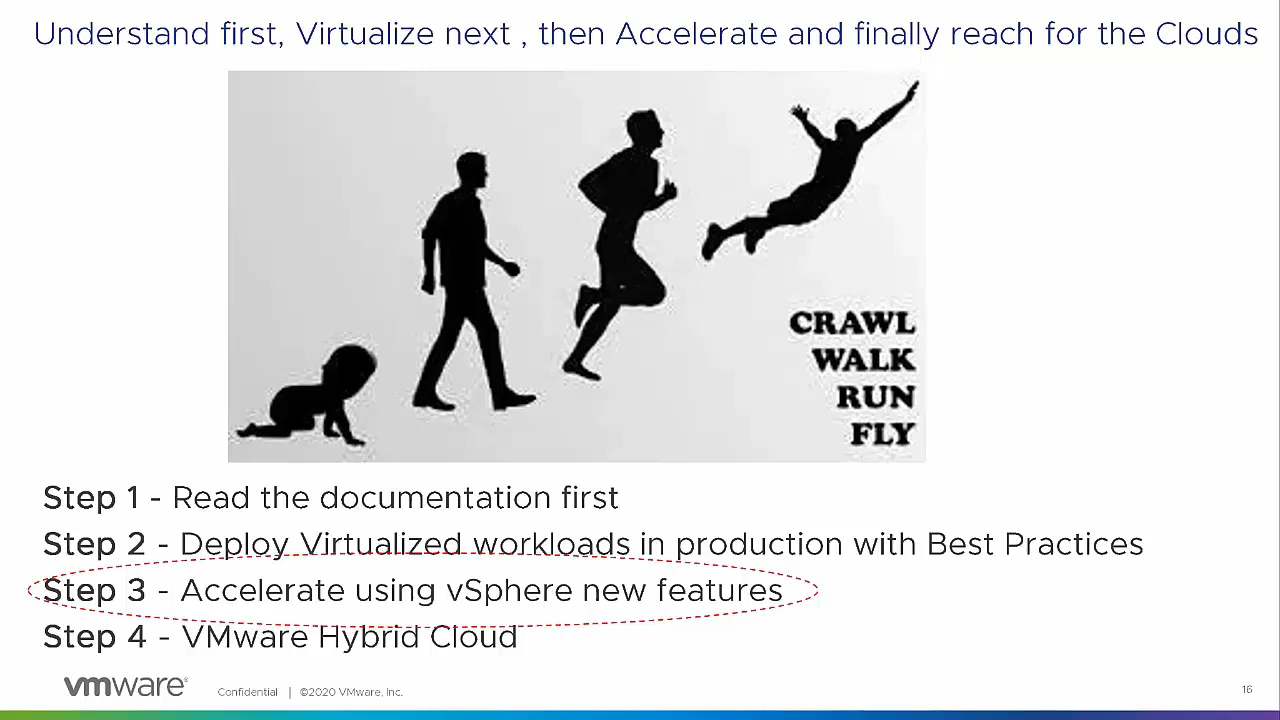 Understand first, Virtualize next , then Accelerate and finally reach for the Clouds
CRAWL
WALK
RUN
FLY
Step 1 - Read the documentation first
Step 2 - Deploy Virtualized workloads in production with Best Practices
Step 3 - Accelerate using vSphere new features
Step 4 - VMware Hybrid Cloud
vmware®
Confidential | ©2020 VMware, Inc.
16